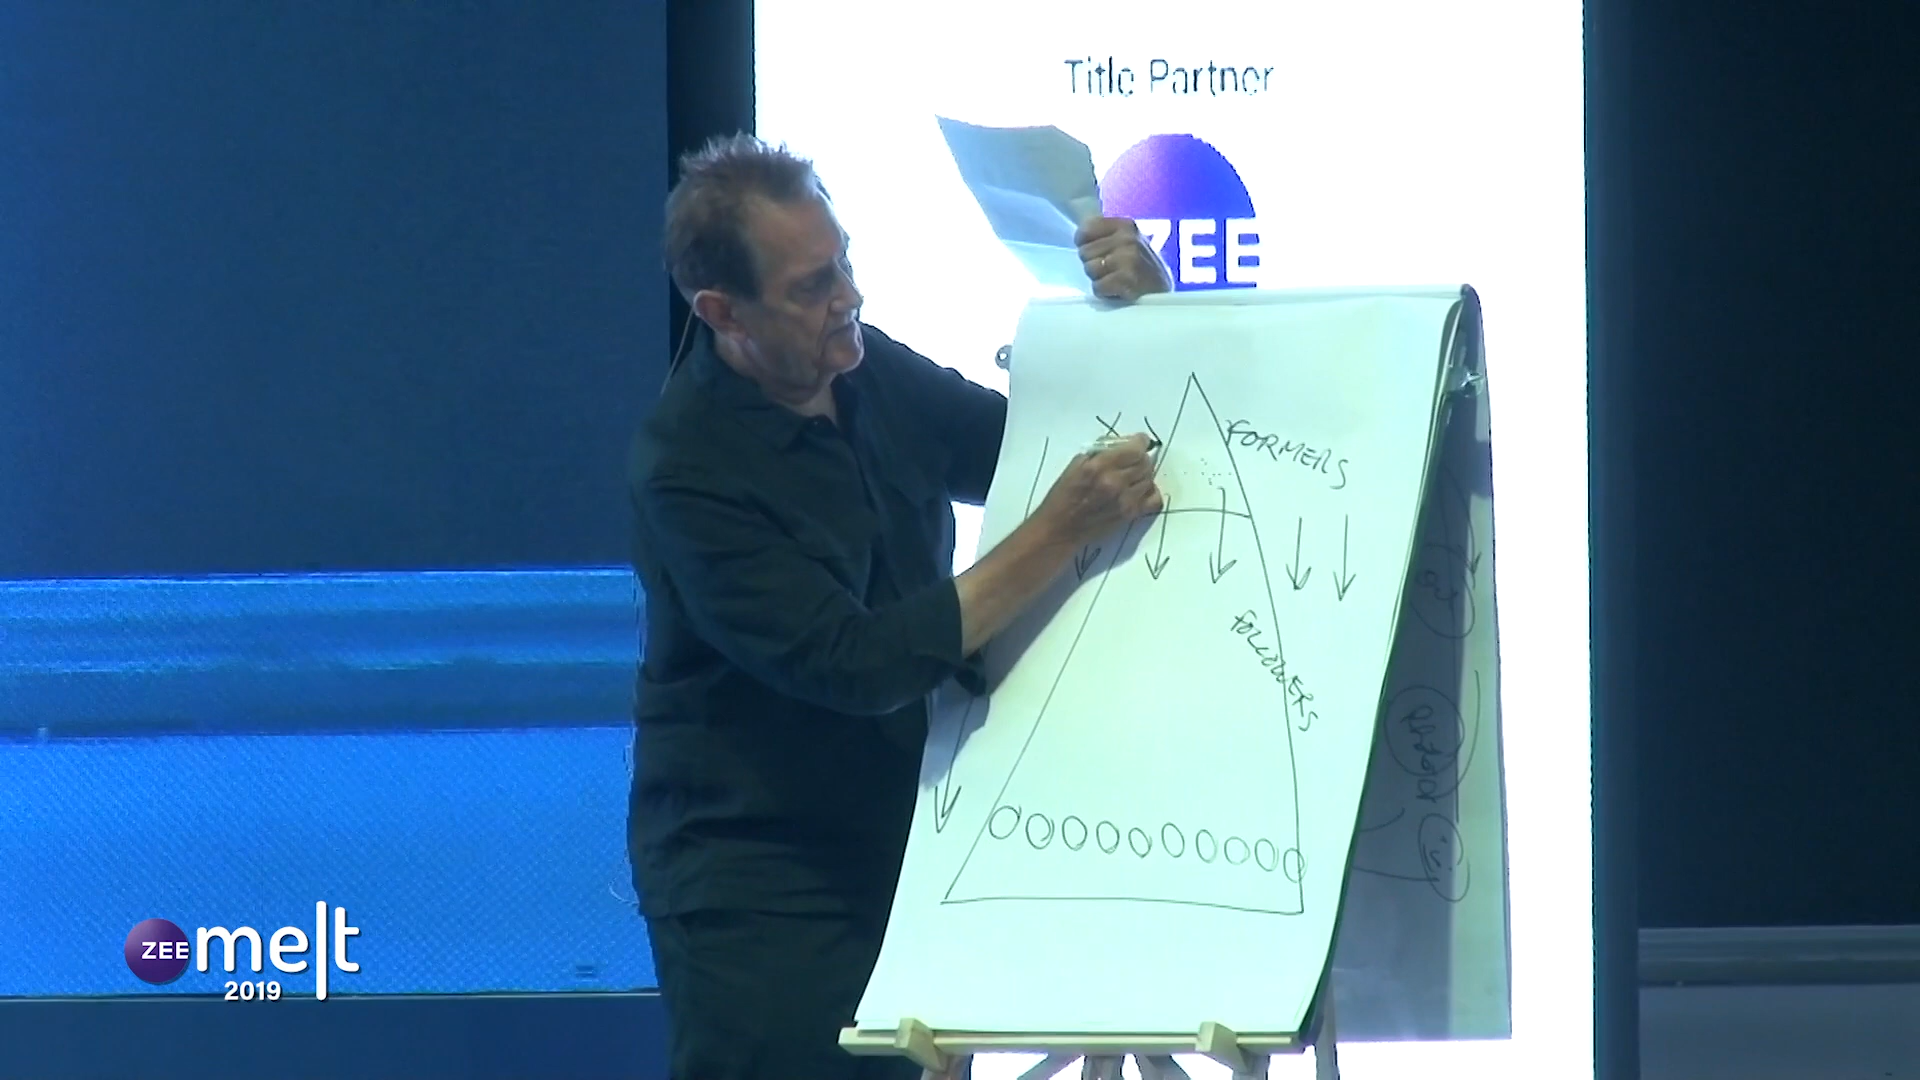 Title Partner
ZEE
X
FORMERS
FOLLOWERS
ZEE melt
2019